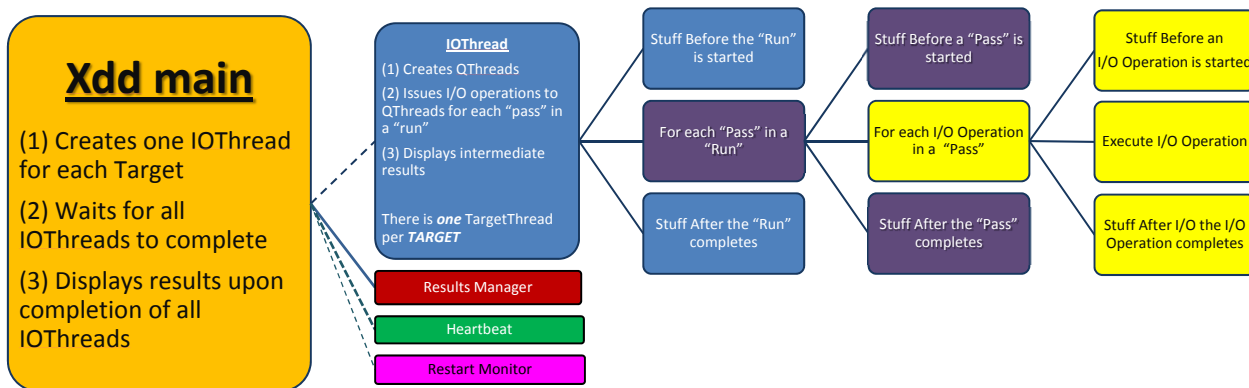 Xdd main
(1) Creates one IOThread
for each Target
(2) Waits for all
IOThreads to complete
(3) Displays results upon
completion of all
IOThreads
IOThread
(1) Creates QThreads
(2) Issues I/O operations to
QThreads for each “pass” in
a “run”
(3) Displays intermediate
results
There is one TargetThread
per TARGET
Results Manager
Heartbeat
Restart Monitor
Stuff Before the “Run”
is started
For each “Pass” in a
“Run”
Stuff After the “Run”
completes
Stuff Before a “Pass” is
started
For each I/O Operation
in a “Pass”
Stuff After the “Pass”
completes
Stuff Before an
I/O Operation is started
Execute I/O Operation
Stuff After I/O the I/O
Operation completes